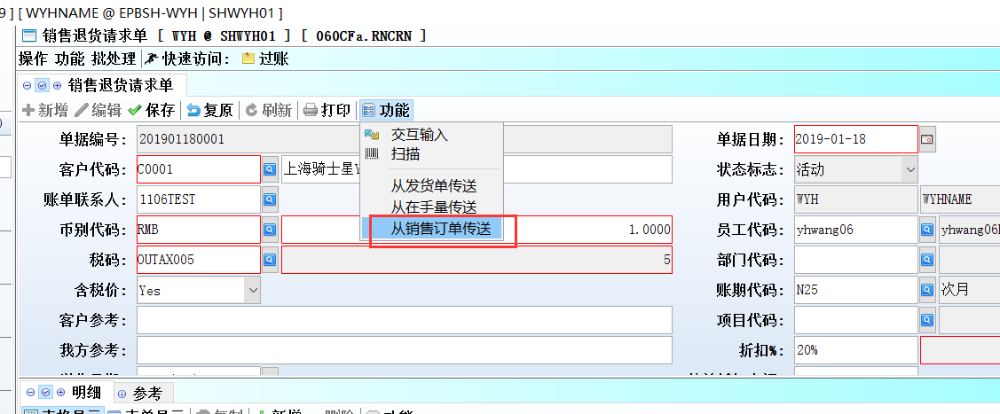 9 ] [ WYHNAME @ EPBSH-WYH | SHWYH01 ]
销售退货请求单 [ WYH @ SHWYH01 ] [ 060CFa.RNCRN ]
操作 功能 批处理 快速访问: 过账
销售退货请求单
新增 编辑 保存 复原 刷新 打印 功能
交互输入
扫描
从发货单传送
从在手量传送
从销售订单传送
单据编号: 201901180001 单据日期: 2019-01-18
客户代码: C0001 上海骑士星Y 状态标志: 活动
账单联系人: 1106TEST 用户代码: WYH WYHNAME
币别代码: RMB 1.0000 员工代码: yhwang06 yhwang06
税码: OUTAX005 5 部门代码:
含税价: Yes 账期代码: N25 次月
客户参考: 项目代码:
我方参考: 折扣%: 20%
明细 参考